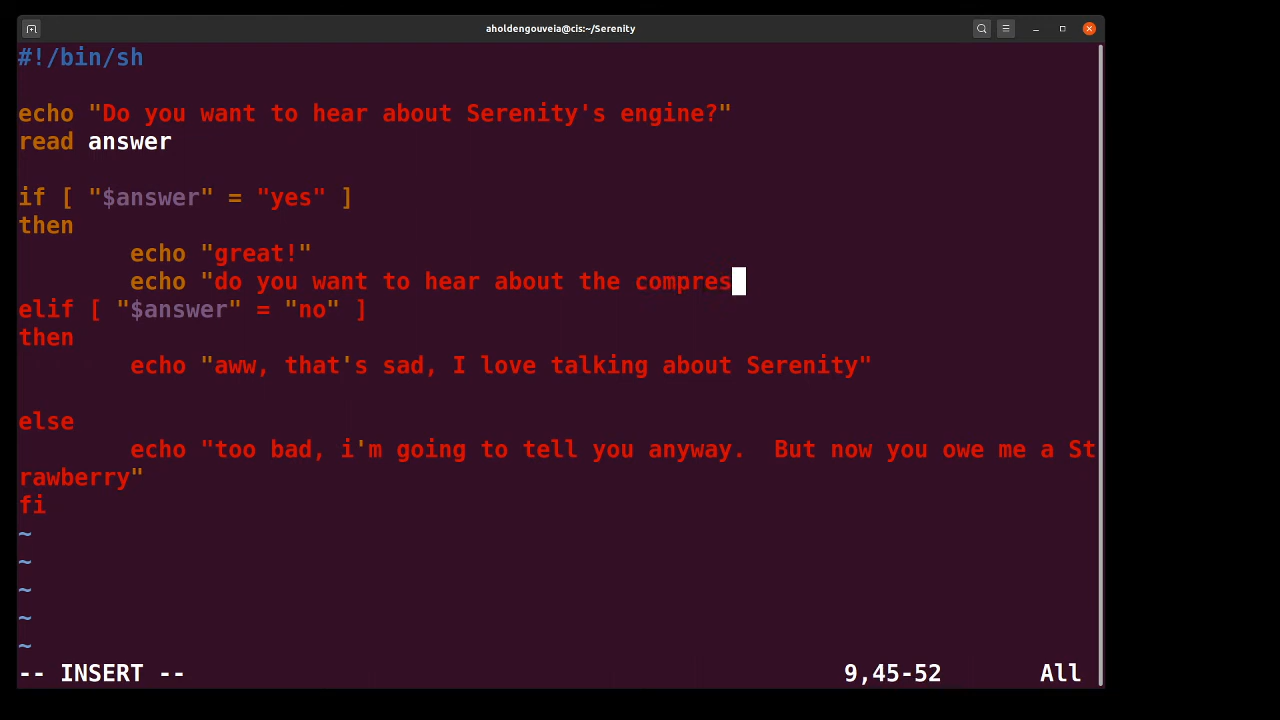 aholdengouveia@cis:~/Serenity
#!/bin/sh
echo "Do you want to hear about Serenity's engine?"
read answer
if [ "$answer" = "yes" ]
then
echo "great!"
echo "do you want to hear about the compres
elif [ "$answer" = "no" ]
then
echo "aww, that's sad, I love talking about Serenity"
else
echo "too bad, i'm going to tell you anyway.  But now you owe me a St
rawberry"
fi
~
~
~
~
~
-- INSERT -- 9,45-52 All